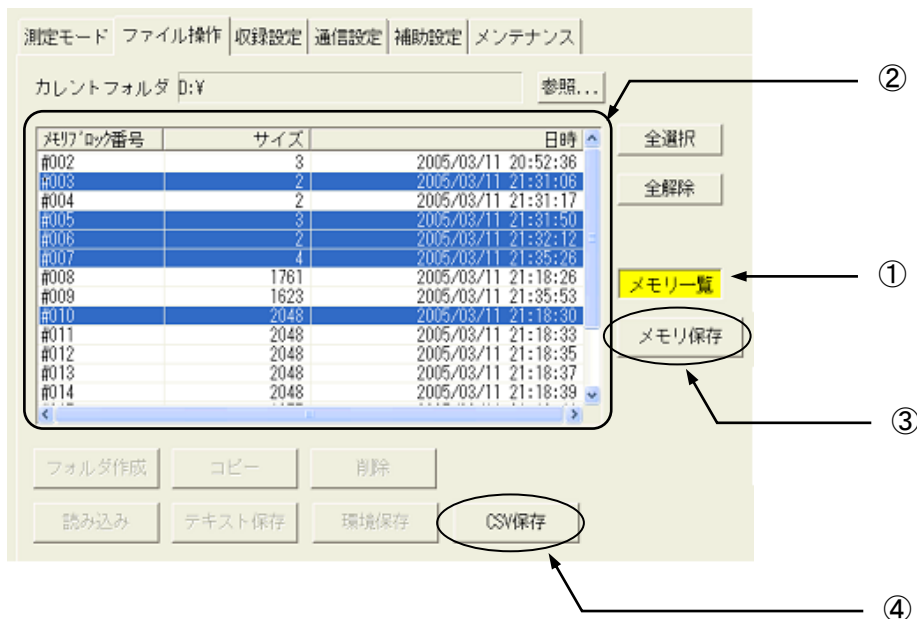 測定モード ファイル操作 収録設定 通信設定 補助設定 メンテナンス
カレントフォルダ D:¥ 参照...
②
ﾒﾓﾘﾌﾞﾛｯｸ番号 サイズ 日時
全選択
#002 3 2005/03/11 20:52:36
#003 2 2005/03/11 21:31:06
全解除
#004 2 2005/03/11 21:31:17
#005 3 2005/03/11 21:31:50
#006 2 2005/03/11 21:32:12
#007 4 2005/03/11 21:35:26
#008 1761 2005/03/11 21:18:26
メモリ一覧
①
#009 1623 2005/03/11 21:35:53
#010 2048 2005/03/11 21:18:30
#011 2048 2005/03/11 21:18:33
メモリ保存
#012 2048 2005/03/11 21:18:35
#013 2048 2005/03/11 21:18:37
#014 2048 2005/03/11 21:18:39
③
フォルダ作成 コピー 削除
読み込み テキスト保存 環境保存 CSV保存
④